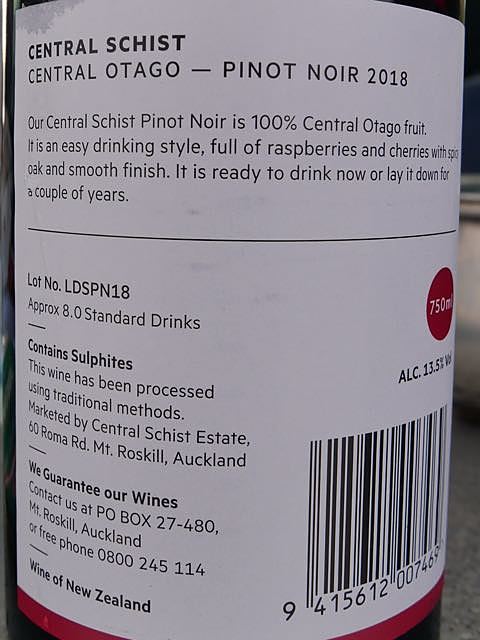 CENTRAL SCHIST
CENTRAL OTAGO — PINOT NOIR 2018
Our Central Schist Pinot Noir is 100% Central Otago fruit.
It is an easy drinking style, full of raspberries and cherries with spicy
oak and smooth finish. It is ready to drink now or lay it down for
a couple of years.
Lot No. LDSPN18
Approx 8.0 Standard Drinks
750ml
ALC. 13.5% Vol
Contains Sulphites
This wine has been processed
using traditional methods.
Marketed by Central Schist Estate,
60 Roma Rd. Mt. Roskill, Auckland
We Guarantee our Wines
Contact us at PO BOX 27-480,
Mt. Roskill, Auckland
or free phone 0800 245 114
Wine of New Zealand
9 415612 007469